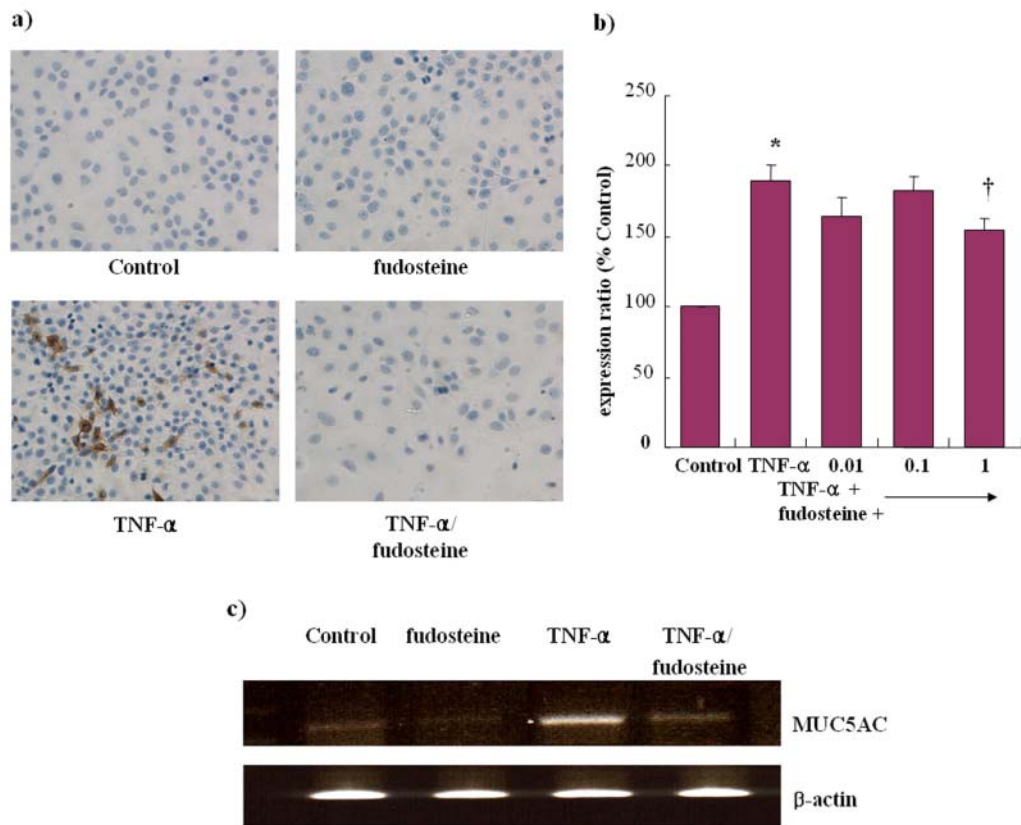 a)
Control
fudosteine
TNF-α
TNF-α/
fudosteine
b)
expression ratio (% Control)
250
200
150
100
50
0
*
†
Control TNF-α 0.01 0.1 1
TNF-α +
fudosteine +
c)
Control fudosteine TNF-α TNF-α/
fudosteine
MUC5AC
β-actin